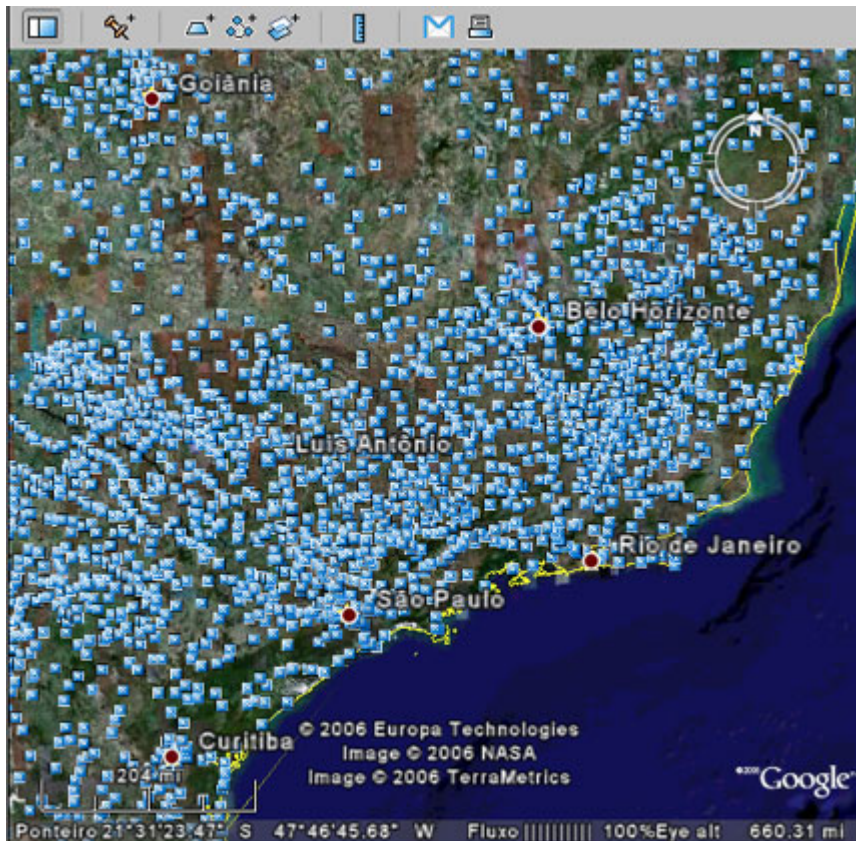 Goiânia
N
Belo Horizonte
Luis Antônio
Rio de Janeiro
São Paulo
Curitiba
© 2006 Europa Technologies
Image © 2006 NASA
Image © 2006 TerraMetrics
204 mi
Google
Ponteiro 21°31'23.47" S 47°46'45.68" W Fluxo |||||||||| 100% Eye alt 660.31 mi